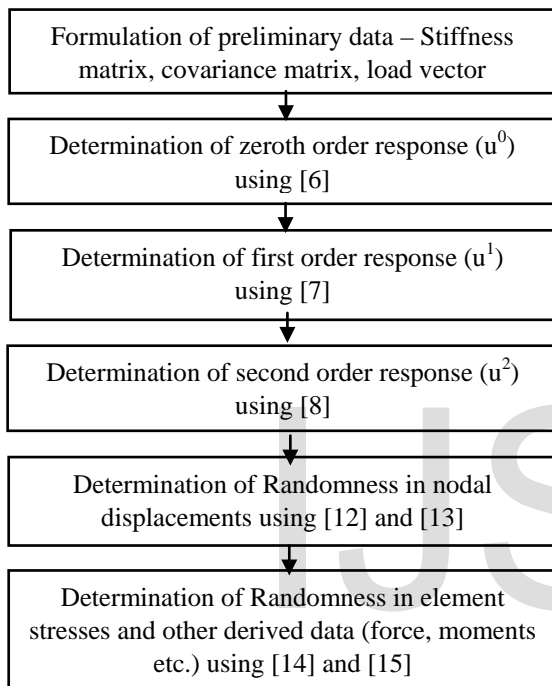 Formulation of preliminary data – Stiffness
matrix, covariance matrix, load vector
Determination of zeroth order response (u⁰)
using [6]
Determination of first order response (u¹)
using [7]
Determination of second order response (u²)
using [8]
Determination of Randomness in nodal
displacements using [12] and [13]
Determination of Randomness in element
stresses and other derived data (force, moments
etc.) using [14] and [15]
IJS